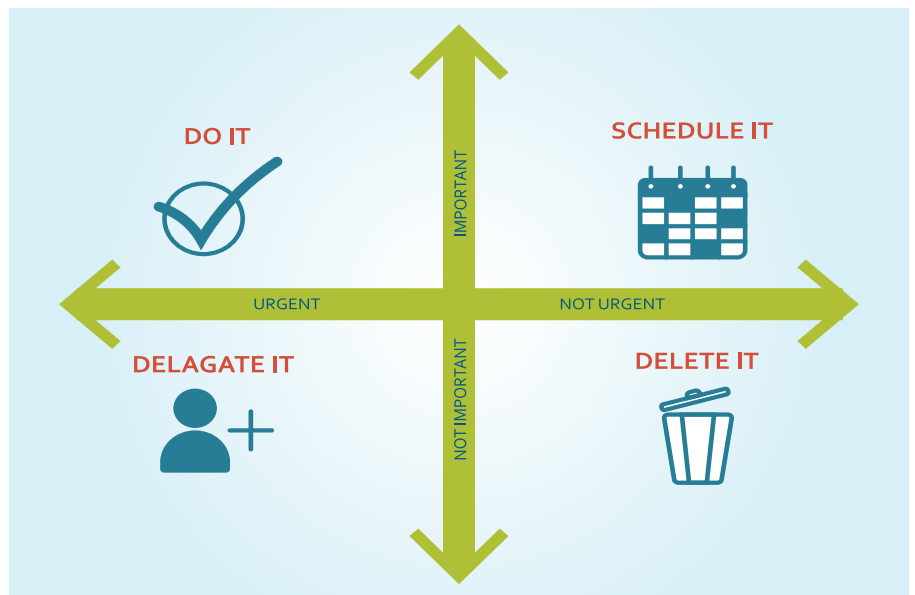 DO IT
SCHEDULE IT
IMPORTANT
URGENT
NOT URGENT
DELAGATE IT
NOT IMPORTANT
DELETE IT